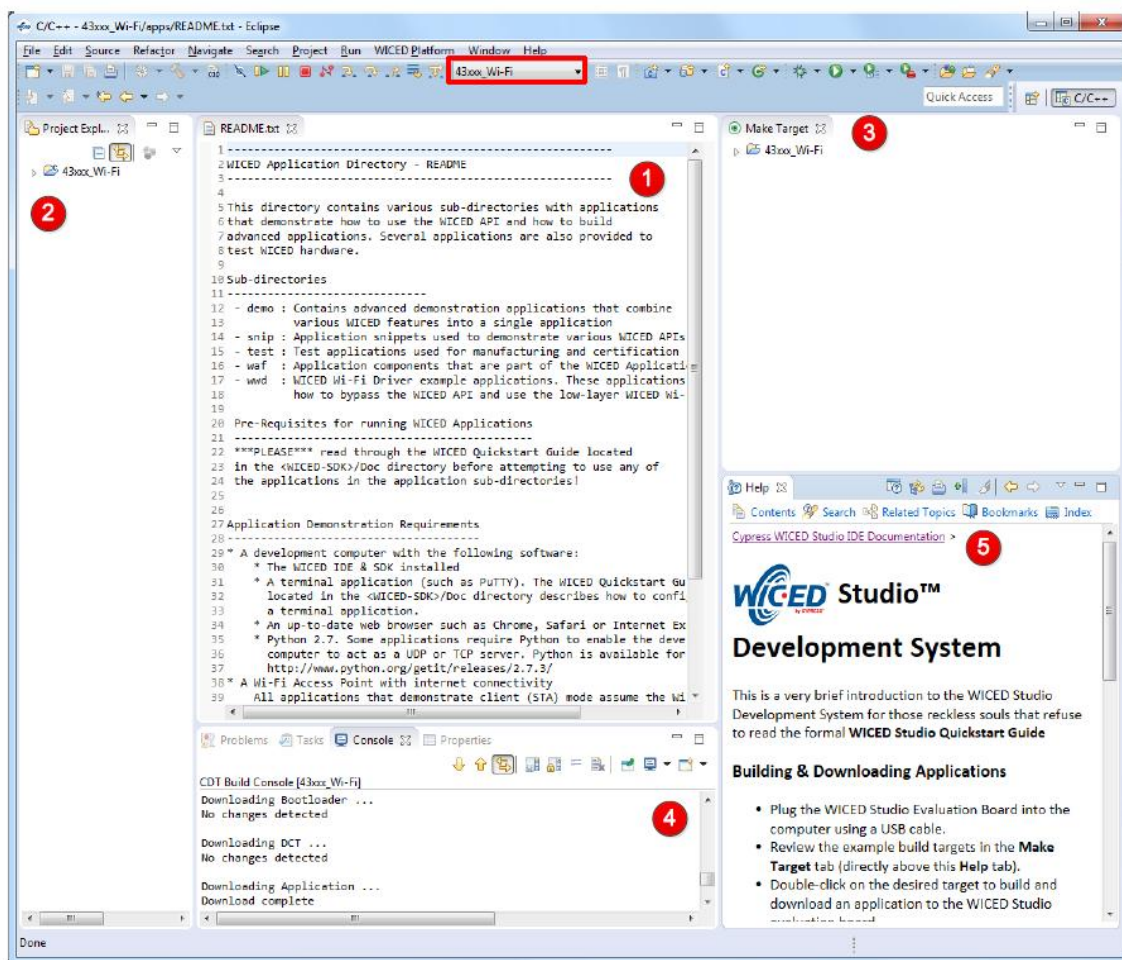 C/C++ - 43xxx_Wi-Fi/apps/README.txt - Eclipse
File Edit Source Refactor Navigate Search Project Run WICED Platform Window Help
43xxx_Wi-Fi
Quick Access
C/C++
Project Expl...
43xxx_Wi-Fi
2
README.txt
1
1 ----------------------------------------------------------
2 WICED Application Directory - README
3 ----------------------------------------------------------
4
5 This directory contains various sub-directories with applications
6 that demonstrate how to use the WICED API and how to build
7 advanced applications. Several applications are also provided to
8 test WICED hardware.
9
10 Sub-directories
11 ------------------------------
12 - demo : Contains advanced demonstration applications that combine
13 various WICED features into a single application
14 - snip : Application snippets used to demonstrate various WICED APIs
15 - test : Test applications used for manufacturing and certification
16 - waf : Application components that are part of the WICED Applicati
17 - wwd : WICED Wi-Fi Driver example applications. These applications
18 how to bypass the WICED API and use the low-layer WICED Wi-
19
20 Pre-Requisites for running WICED Applications
21 ---------------------------------------------
22 ***PLEASE*** read through the WICED Quickstart Guide located
23 in the <WICED-SDK>/Doc directory before attempting to use any of
24 the applications in the application sub-directories!
25
26
27 Application Demonstration Requirements
28 --------------------------------------
29 * A development computer with the following software:
30 * The WICED IDE & SDK installed
31 * A terminal application (such as PuTTY). The WICED Quickstart Gu
32 located in the <WICED-SDK>/Doc directory describes how to confi
33 a terminal application.
34 * An up-to-date web browser such as Chrome, Safari or Internet Ex
35 * Python 2.7. Some applications require Python to enable the deve
36 computer to act as a UDP or TCP server. Python is available for
37 http://www.python.org/getit/releases/2.7.3/
38 * A Wi-Fi Access Point with internet connectivity
39 All applications that demonstrate client (STA) mode assume the Wi
Make Target
3
43xxx_Wi-Fi
Problems Tasks Console Properties
CDT Build Console [43xxx_Wi-Fi]
Downloading Bootloader ...
No changes detected
4
Downloading DCT ...
No changes detected
Downloading Application ...
Download complete
Help
Contents Search Related Topics Bookmarks Index
Cypress WICED Studio IDE Documentation >
5
WICED Studio™
by CYPRESS
Development System
This is a very brief introduction to the WICED Studio
Development System for those reckless souls that refuse
to read the formal WICED Studio Quickstart Guide
Building & Downloading Applications
• Plug the WICED Studio Evaluation Board into the
computer using a USB cable.
• Review the example build targets in the Make
Target tab (directly above this Help tab).
• Double-click on the desired target to build and
download an application to the WICED Studio
evaluation board
Done